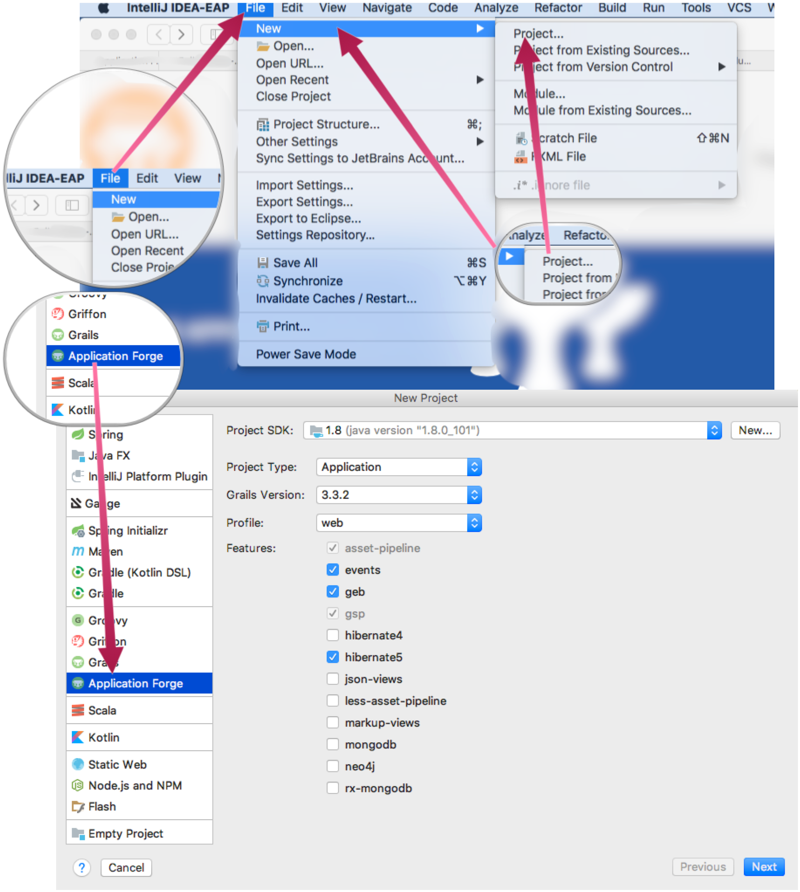 IntelliJ IDEA-EAP File Edit View Navigate Code Analyze Refactor Build Run Tools VCS
New
Open...
Open URL...
Open Recent
Close Project
Project Structure... ⌘;
Other Settings
Sync Settings to JetBrains Account...
Import Settings...
Export Settings...
Export to Eclipse...
Settings Repository...
Save All ⌘S
Synchronize ⌥⌘Y
Invalidate Caches / Restart...
Print...
Power Save Mode
Project...
Project from Existing Sources...
Project from Version Control
Module...
Module from Existing Sources...
Scratch File ⇧⌘N
FXML File
.i* .ignore file
lliJ IDEA-EAP File Edit View
New
Open...
Open URL...
Open Recent
Close Proje
nalyze Refactor
Project...
Project from
Project from
Groovy
Griffon
Grails
Application Forge
Scala
Kotlin
New Project
Spring
Java FX
IntelliJ Platform Plugin
Gauge
Spring Initializr
Maven
Gradle (Kotlin DSL)
Gradle
Groovy
Griffon
Grails
Application Forge
Scala
Kotlin
Static Web
Node.js and NPM
Flash
Empty Project
Project SDK: 1.8 (java version "1.8.0_101") New...
Project Type: Application
Grails Version: 3.3.2
Profile: web
Features: asset-pipeline
events
geb
gsp
hibernate4
hibernate5
json-views
less-asset-pipeline
markup-views
mongodb
neo4j
rx-mongodb
? Cancel Previous Next